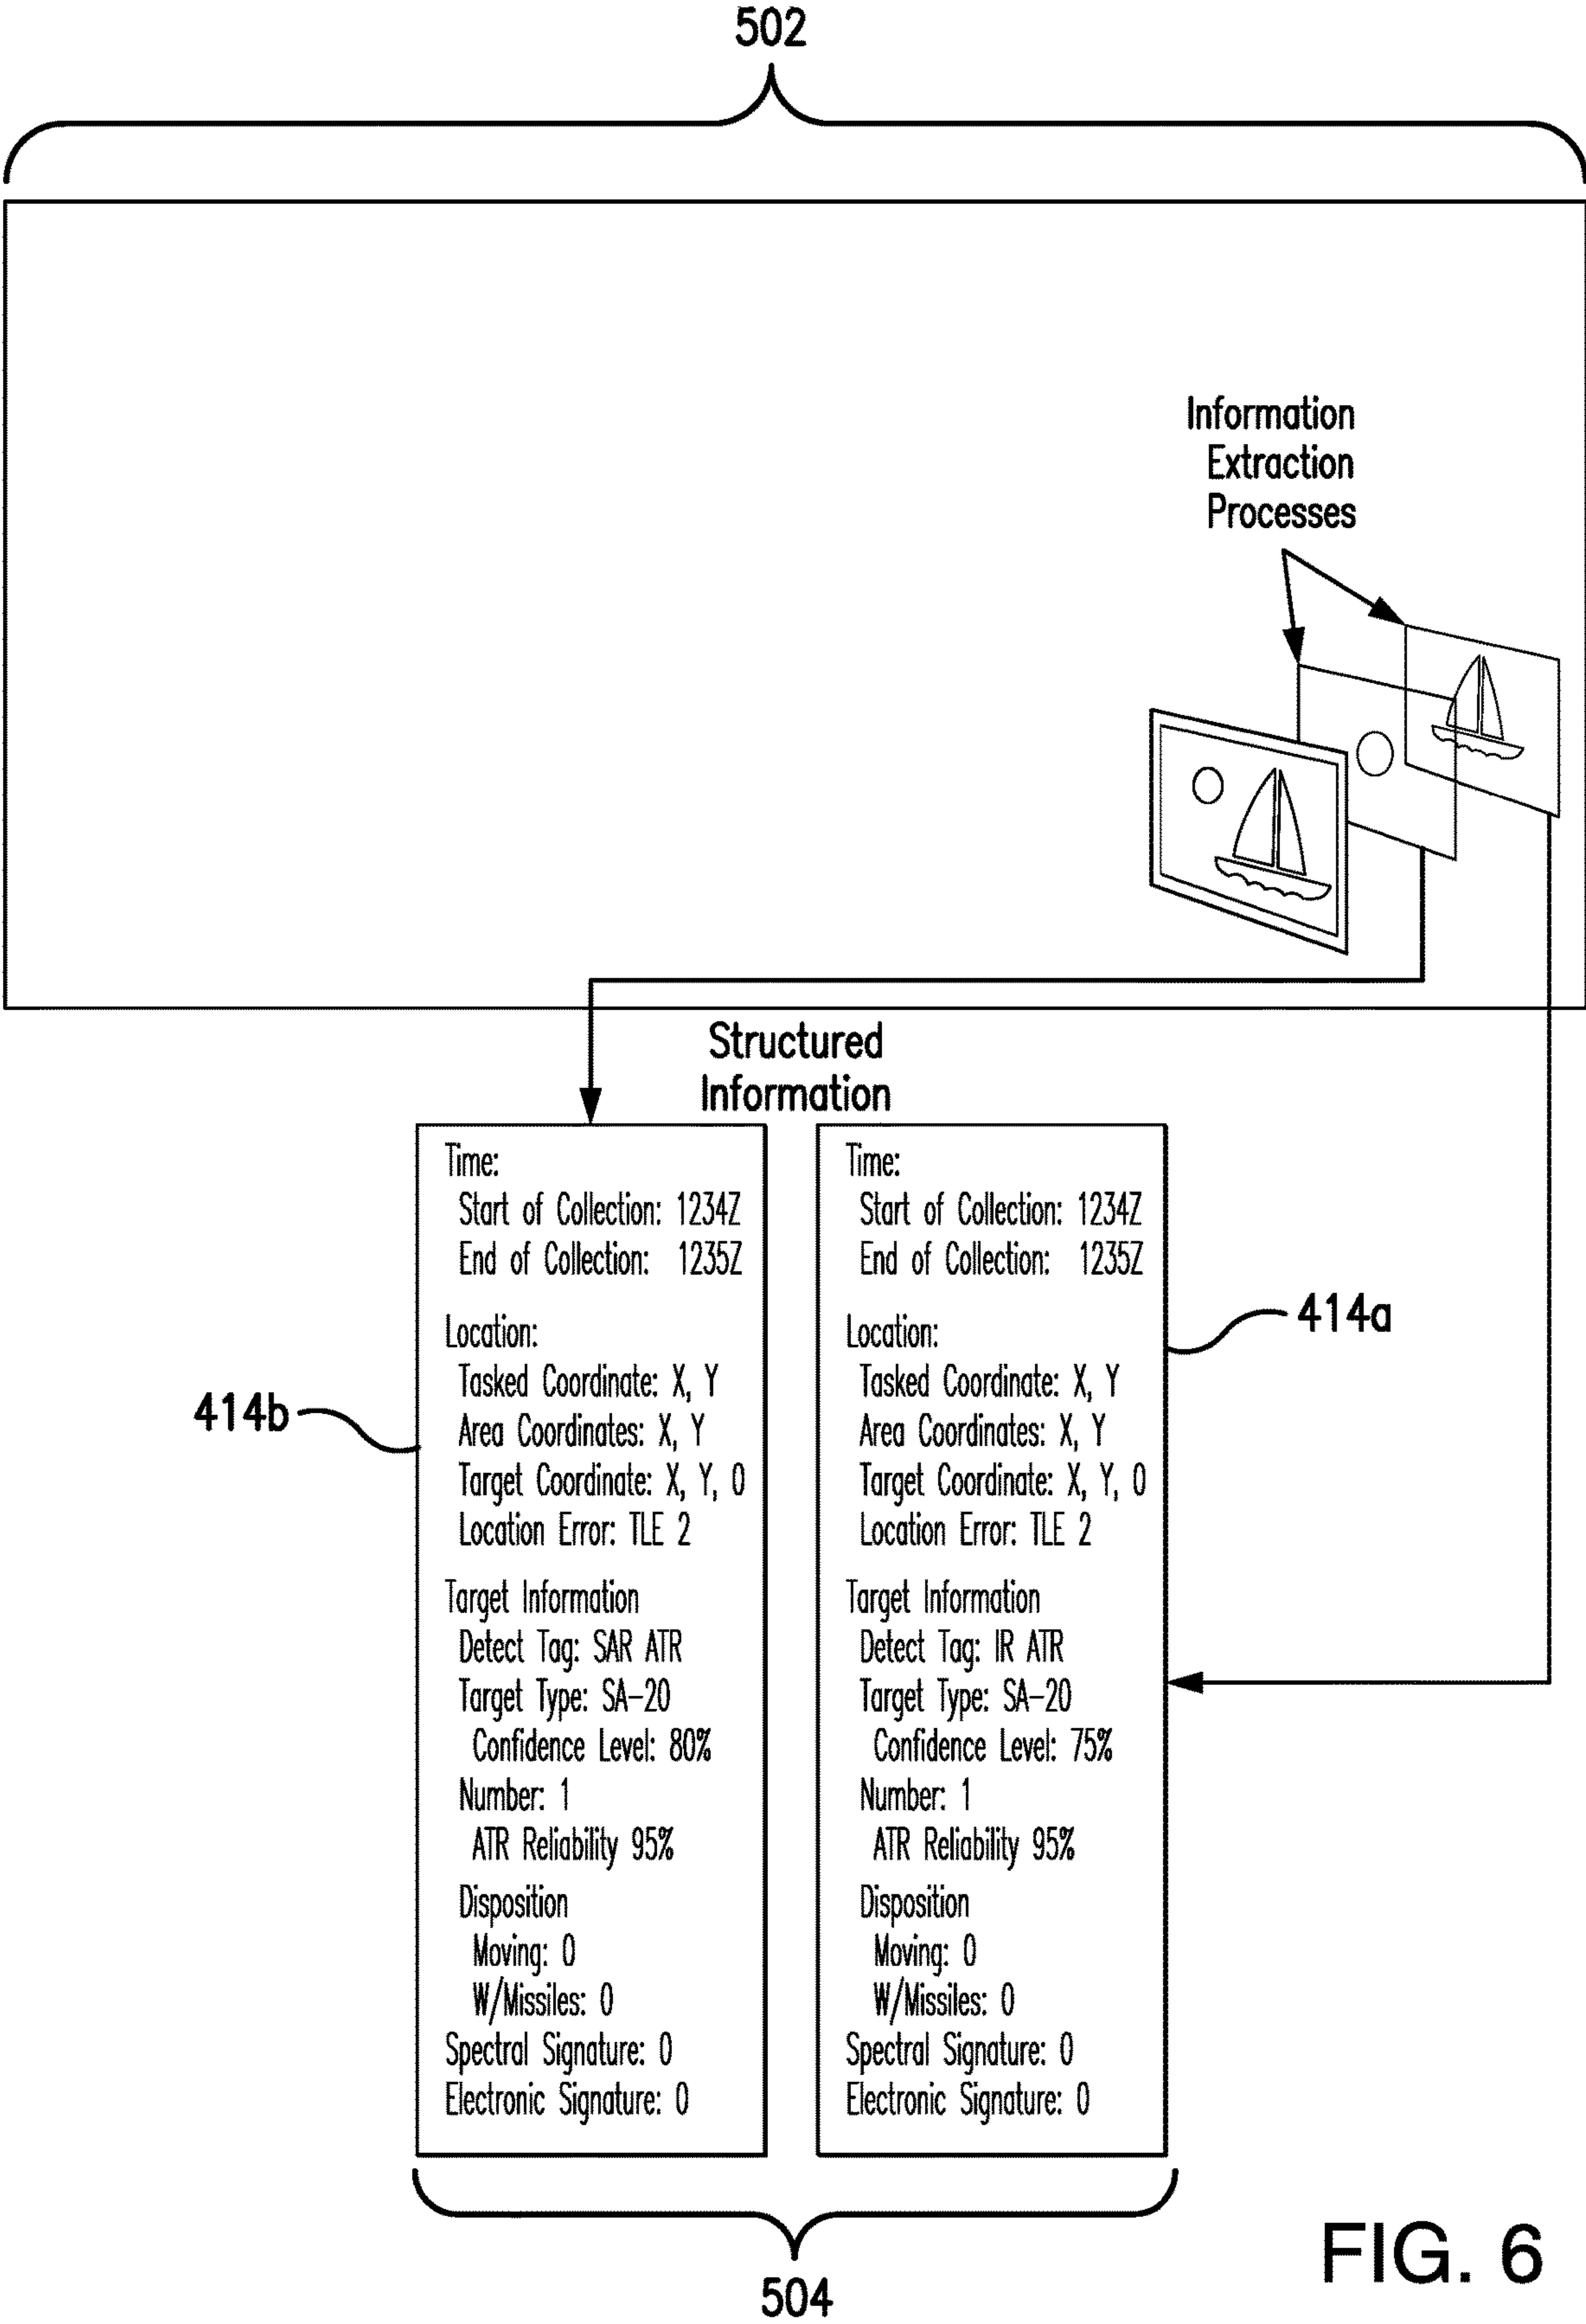 502
Information
Extraction
Processes
Structured
Information
Time:
Start of Collection: 1234Z
End of Collection: 1235Z
Location:
Tasked Coordinate: X, Y
Area Coordinates: X, Y
Target Coordinate: X, Y, 0
Location Error: TLE 2
Target Information
Detect Tag: SAR ATR
Target Type: SA-20
Confidence Level: 80%
Number: 1
ATR Reliability 95%
Disposition
Moving: 0
W/Missiles: 0
Spectral Signature: 0
Electronic Signature: 0
414b
Time:
Start of Collection: 1234Z
End of Collection: 1235Z
Location:
Tasked Coordinate: X, Y
Area Coordinates: X, Y
Target Coordinate: X, Y, 0
Location Error: TLE 2
Target Information
Detect Tag: IR ATR
Target Type: SA-20
Confidence Level: 75%
Number: 1
ATR Reliability 95%
Disposition
Moving: 0
W/Missiles: 0
Spectral Signature: 0
Electronic Signature: 0
414a
504
FIG. 6